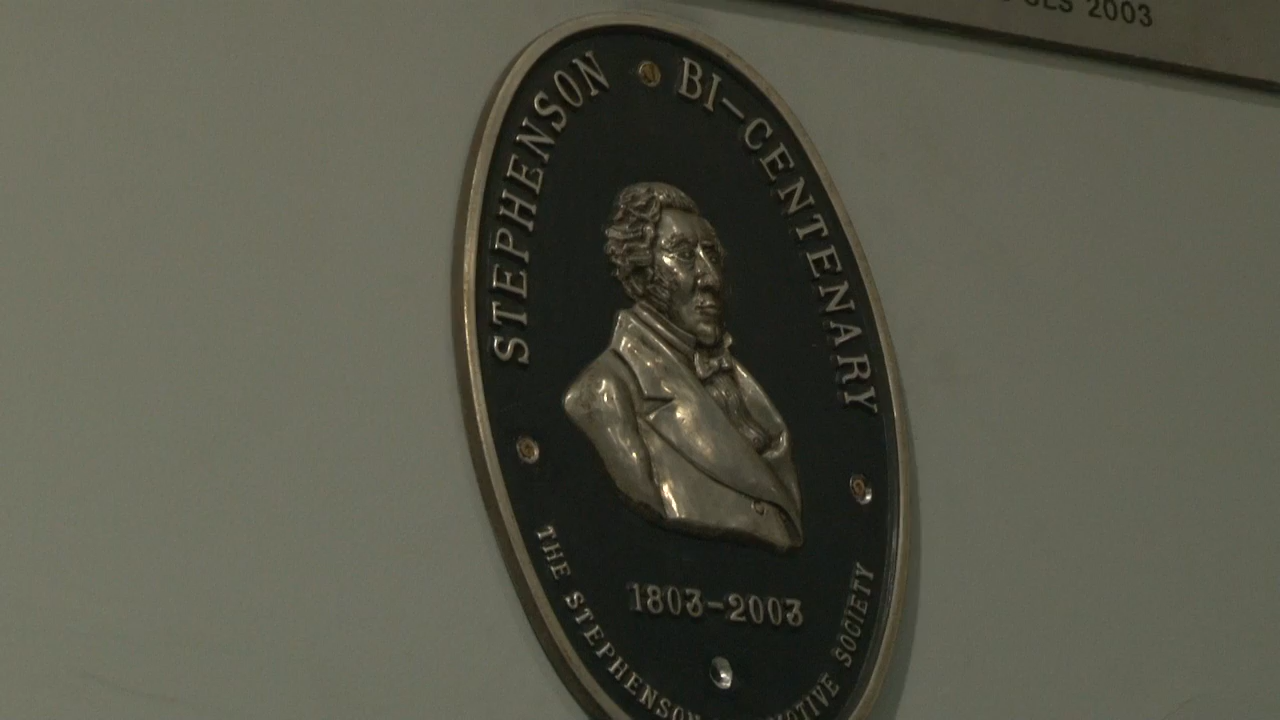 2003
STEPHENSON BI-CENTENARY
1803-2003
THE STEPHENSON SOCIETY